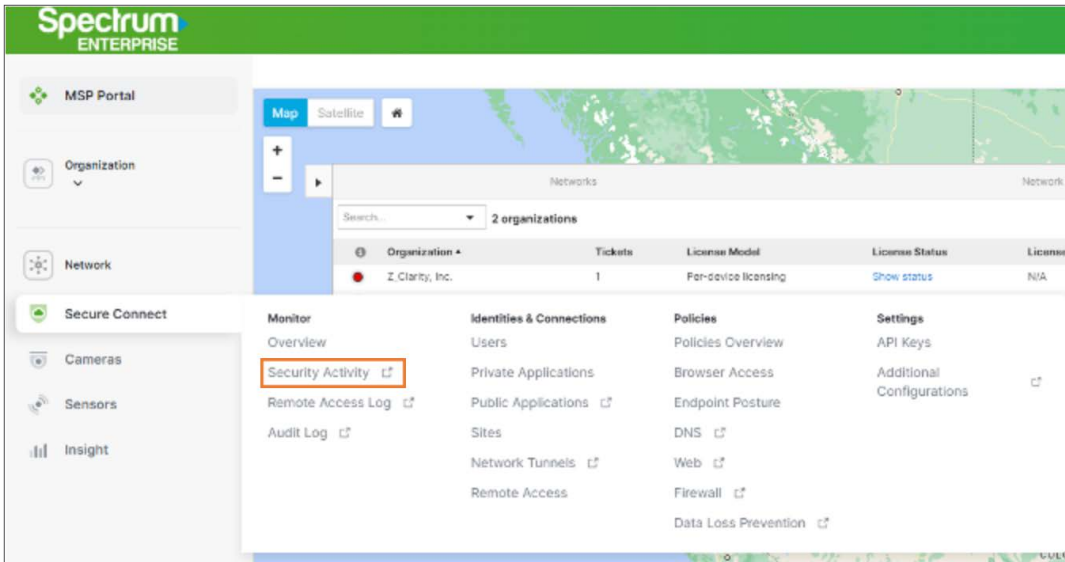 Spectrum
ENTERPRISE
MSP Portal
Organization
Network
Secure Connect
Cameras
Sensors
Insight
Map Satellite
+
−
Networks Network
Search... 2 organizations
Organization Tickets License Model License Status License
Z_Clarity, Inc. 1 Per-device licensing Show status N/A
Monitor
Overview
Security Activity
Remote Access Log
Audit Log
Identities & Connections
Users
Private Applications
Public Applications
Sites
Network Tunnels
Remote Access
Policies
Policies Overview
Browser Access
Endpoint Posture
DNS
Web
Firewall
Data Loss Prevention
Settings
API Keys
Additional
Configurations